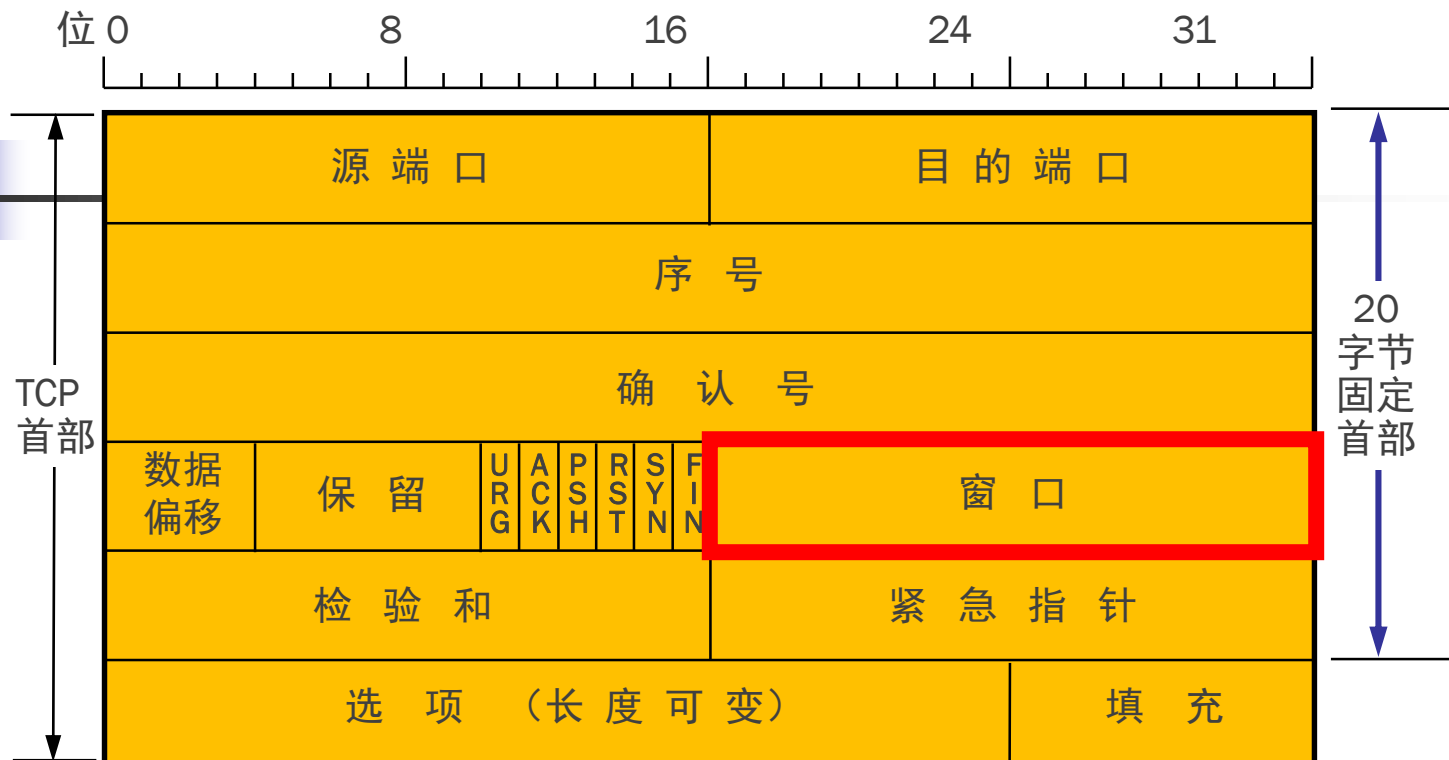 位 0 8 16 24 31
源 端 口 目 的 端 口
序 号
确 认 号
TCP
首部
20
字节
固定
首部
数据
偏移
保 留
URG
ACK
PSH
RST
SYN
FIN
窗 口
检 验 和 紧 急 指 针
选 项 （长 度 可 变） 填 充